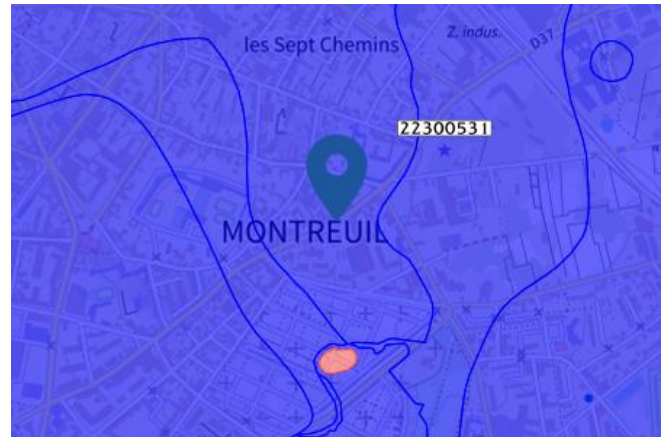 les Sept Chemins
Z. indus.
D37
22300531
MONTREUIL